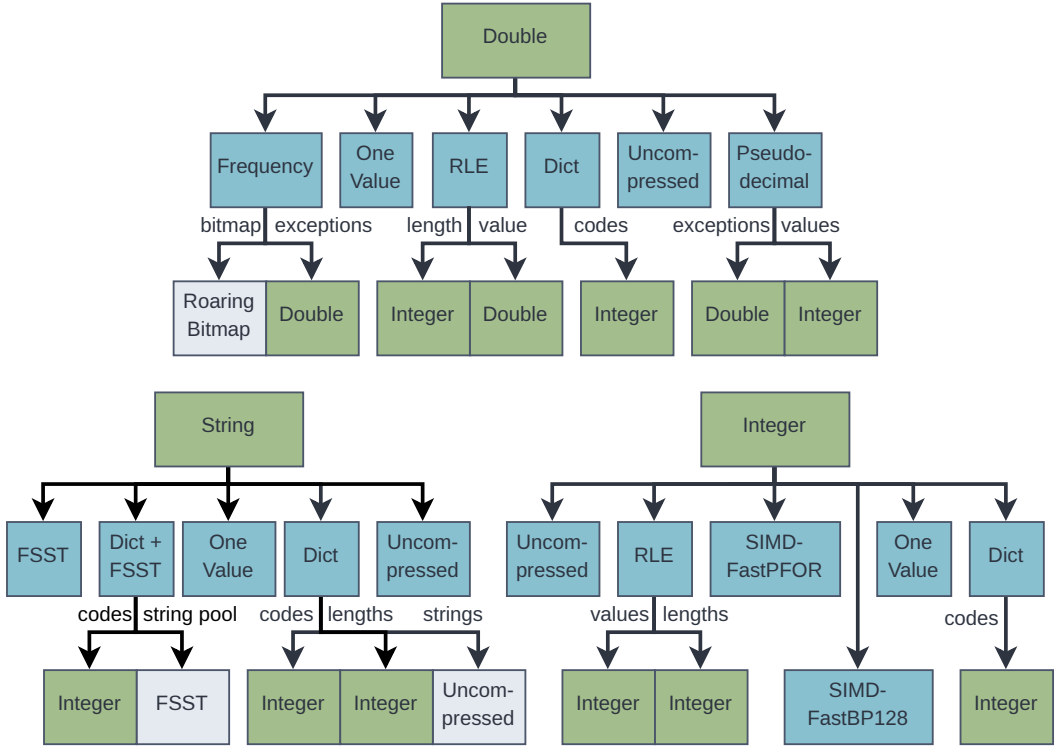 Double
Frequency
One
Value
RLE
Dict
Uncom-
pressed
Pseudo-
decimal
bitmap exceptions
length value
codes
exceptions values
Roaring
Bitmap
Double
Integer
Double
Integer
Double
Integer
String
FSST
Dict +
FSST
One
Value
Dict
Uncom-
pressed
codes string pool
codes lengths strings
Integer
FSST
Integer
Integer
Uncom-
pressed
Integer
Uncom-
pressed
RLE
SIMD-
FastPFOR
One
Value
Dict
values lengths
codes
Integer
Integer
SIMD-
FastBP128
Integer